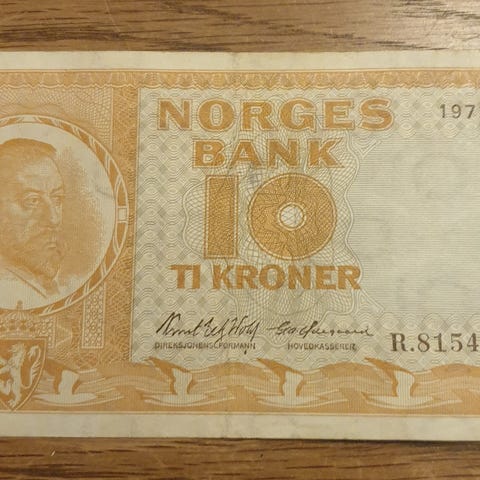 NORGES
197
BANK
10
TI KRONER
DIREKSJONENS FORMANN HOVEDKASSERER
R.8154